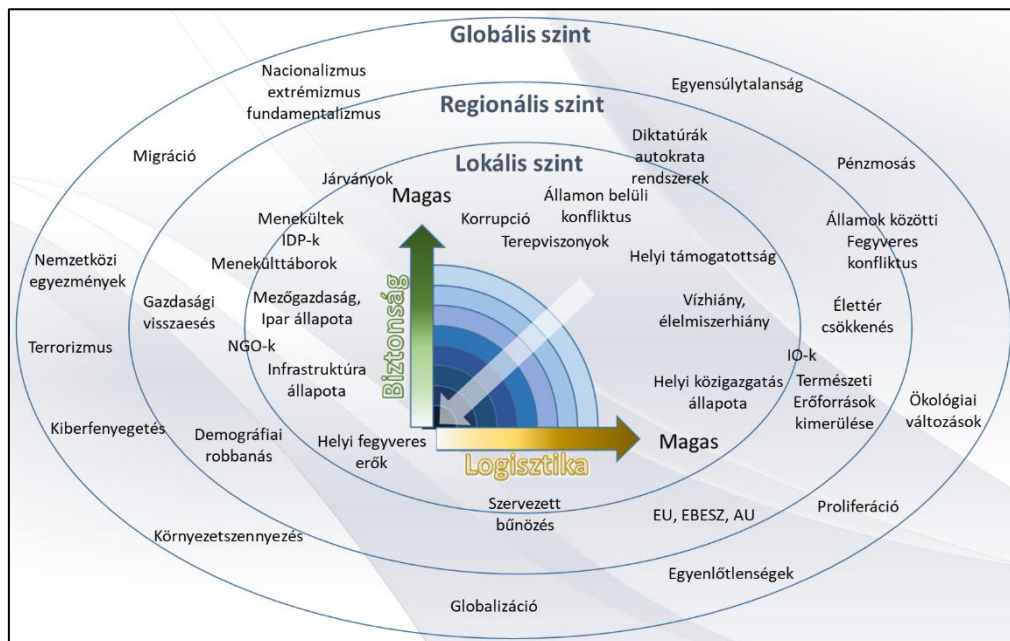 Globális szint
Nacionalizmus
extrémizmus
fundamentalizmus
Egyensúlytalanság
Regionális szint
Migráció
Diktatúrák
autokrata
rendszerek
Pénzmosás
Lokális szint
Járványok
Magas
Államon belüli
konfliktus
Korrupció
Menekültek
IDP-k
Menekülttáborok
Terepviszonyok
Államok közötti
Fegyveres
konfliktus
Helyi támogatottság
Nemzetközi
egyezmények
Gazdasági
visszaesés
Mezőgazdaság,
Ipar állapota
Vízhiány,
élelmiszerhiány
Élettér
csökkenés
Terrorizmus
NGO-k
Biztonság
IO-k
Infrastruktúra
állapota
Helyi közigazgatás
állapota
Természeti
Erőforrások
kimerülése
Ökológiai
változások
Kiberfenyegetés
Demográfiai
robbanás
Helyi fegyveres
erők
Magas
Logisztika
Szervezett
bűnözés
EU, EBESZ, AU
Proliferáció
Környezetszennyezés
Egyenlőtlenségek
Globalizáció